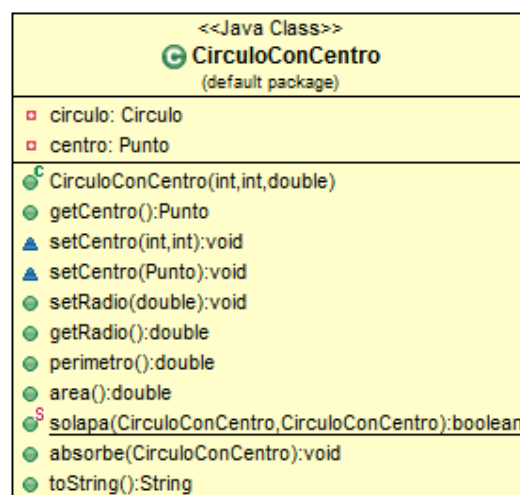 <<Java Class>>
C CirculoConCentro
(default package)
circulo: Circulo
centro: Punto
C CirculoConCentro(int,int,double)
getCentro():Punto
setCentro(int,int):void
setCentro(Punto):void
setRadio(double):void
getRadio():double
perimetro():double
area():double
S solapa(CirculoConCentro,CirculoConCentro):boolean
absorbe(CirculoConCentro):void
toString():String